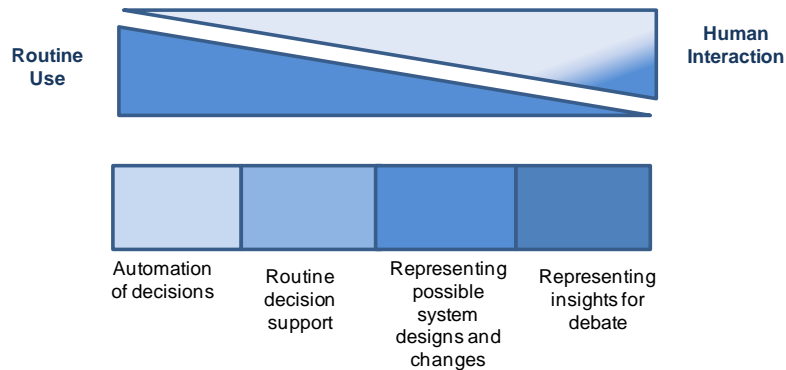 Routine
Use
Human
Interaction
Automation
of decisions
Routine
decision
support
Representing
possible
system
designs and
changes
Representing
insights for
debate